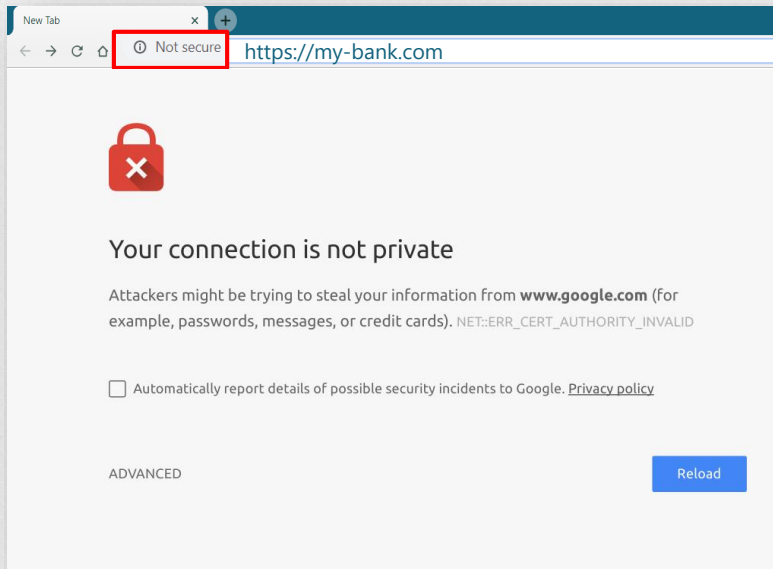 New Tab
Not secure https://my-bank.com
Your connection is not private
Attackers might be trying to steal your information from www.google.com (for
example, passwords, messages, or credit cards). NET::ERR_CERT_AUTHORITY_INVALID
Automatically report details of possible security incidents to Google. Privacy policy
ADVANCED
Reload